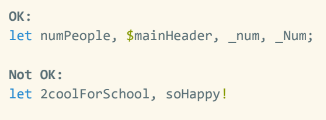 OK:
let numPeople, $mainHeader, _num, _Num;
Not OK:
let 2coolForSchool, soHappy!